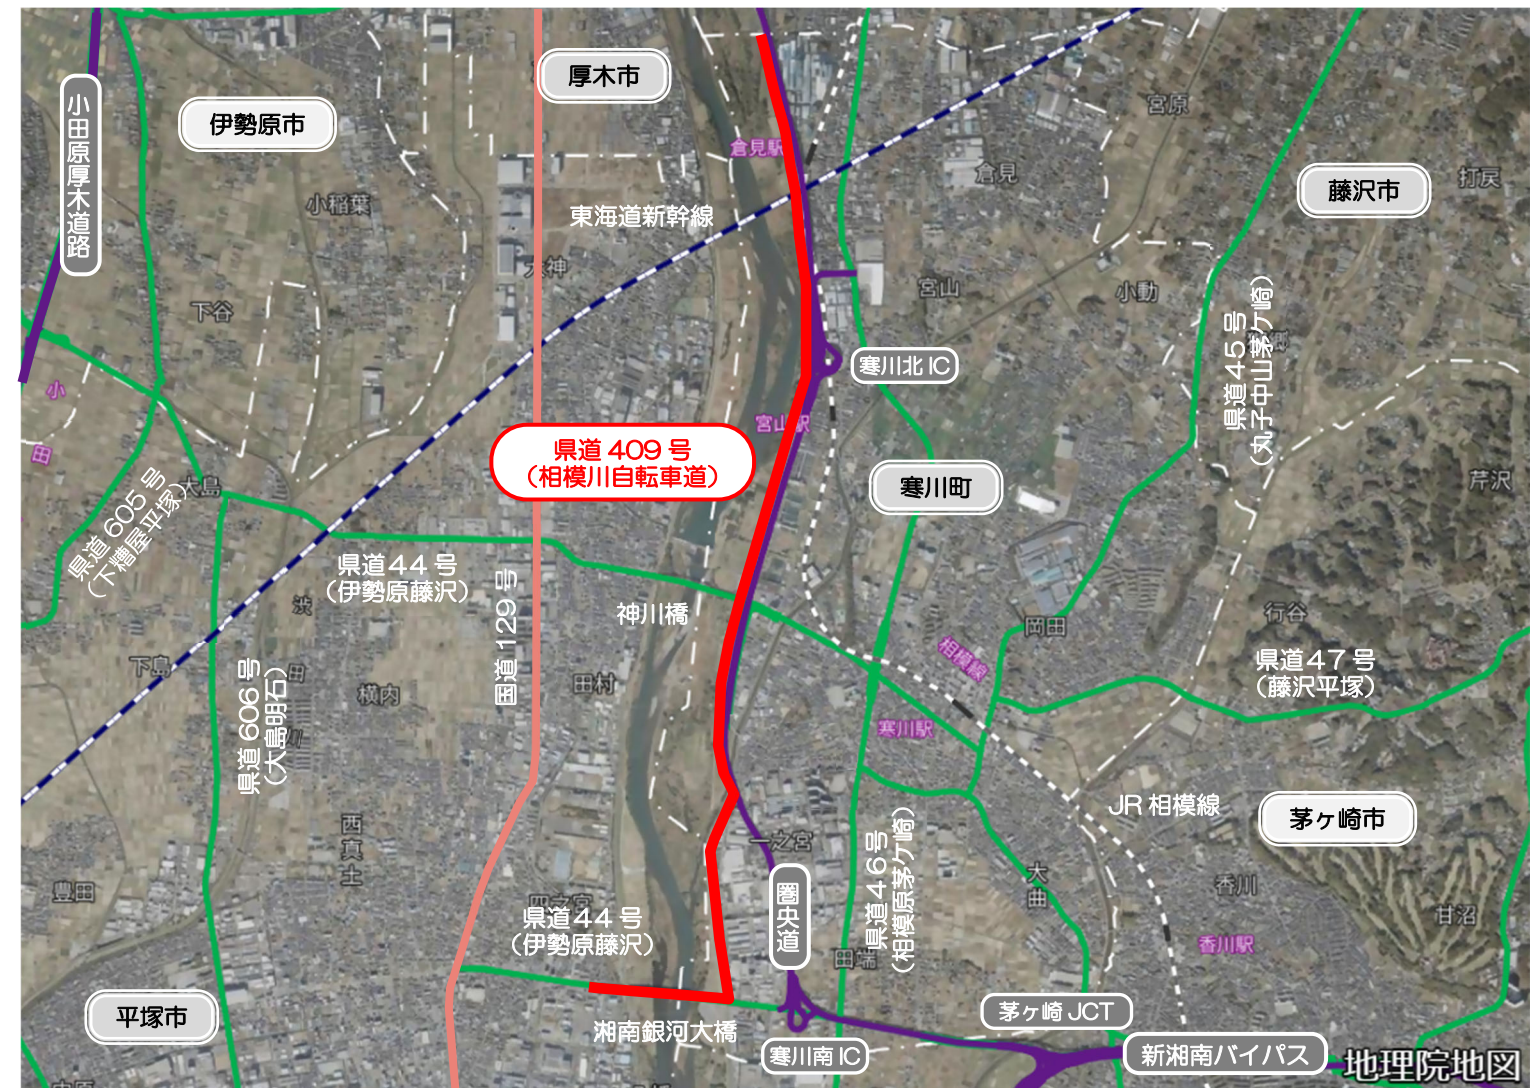 厚木市
伊勢原市
小田原厚木道路
宮原
倉見駅
倉見
藤沢市
打戻
小稲葉
東海道新幹線
大神
下谷
宮山
小動
県道45号
(丸子中山茅ケ崎)
寒川北IC
小
田
宮山駅
県道409号
(相模川自転車道)
寒川町
芹沢
大島
県道605号
(下糟屋平塚)
県道44号
(伊勢原藤沢)
国道129号
神川橋
渋
田
川
岡田
行谷
相模線
県道47号
(藤沢平塚)
下島
県道606号
(大島明石)
横内
田村
寒川駅
JR相模線
茅ヶ崎市
西真土
一之宮
県道46号
(相模原茅ケ崎)
圏央道
大曲
香川
豊田
四之宮
県道44号
(伊勢原藤沢)
甘沼
香川駅
田端
平塚市
湘南銀河大橋
茅ヶ崎JCT
寒川南IC
新湘南バイパス
地理院地図